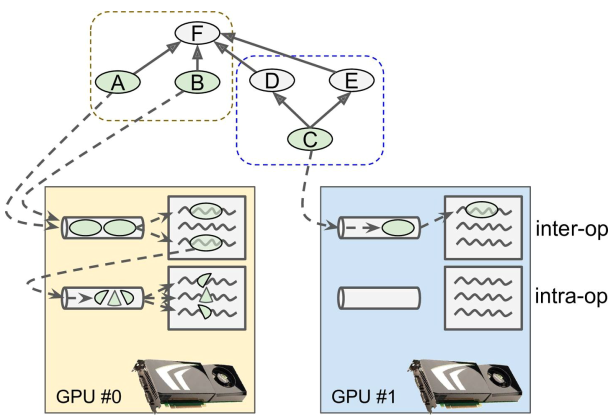 F
A
B
D
E
C
inter-op
intra-op
GPU #0
GPU #1